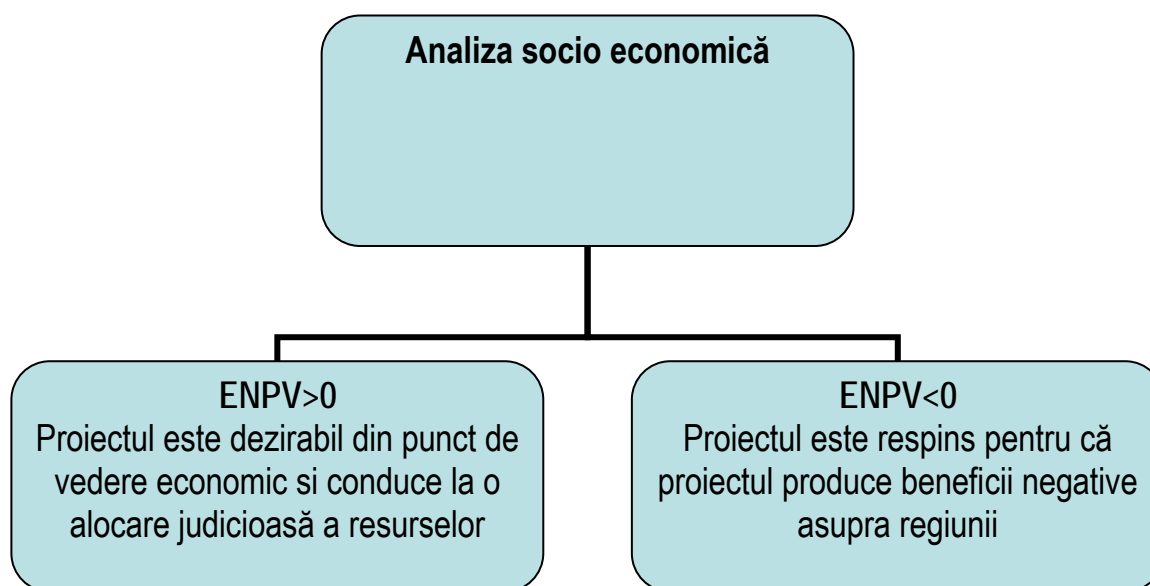 Analiza socio economică
ENPV>0
Proiectul este dezirabil din punct de
vedere economic si conduce la o
alocare judicioasă a resurselor
ENPV<0
Proiectul este respins pentru că
proiectul produce beneficii negative
asupra regiunii